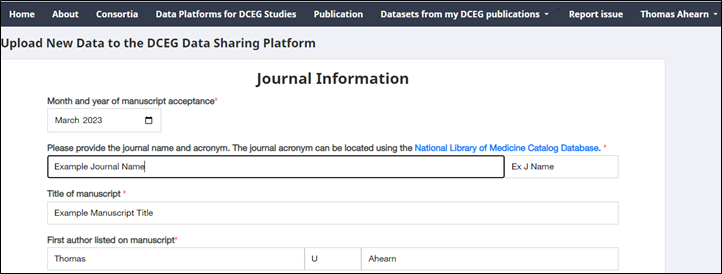 Home About Consortia Data Platforms for DCEG Studies Publication Datasets from my DCEG publications Report issue Thomas Ahearn
Upload New Data to the DCEG Data Sharing Platform
Journal Information
Month and year of manuscript acceptance*
March 2023
Please provide the journal name and acronym. The journal acronym can be located using the National Library of Medicine Catalog Database. *
Example Journal Name Ex J Name
Title of manuscript *
Example Manuscript Title
First author listed on manuscript*
Thomas U Ahearn